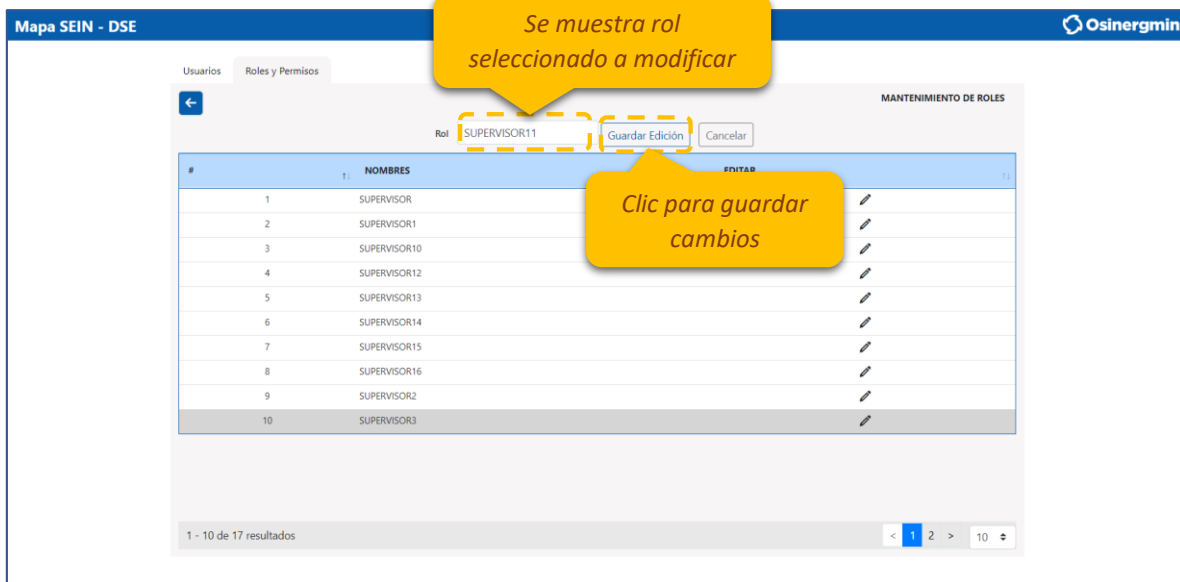 Mapa SEIN - DSE
Se muestra rol
seleccionado a modificar
Osinergmin
Usuarios Roles y Permisos
MANTENIMIENTO DE ROLES
Rol SUPERVISOR11 Guardar Edición Cancelar
# NOMBRES EDITAR
Clic para guardar
cambios
1 SUPERVISOR
2 SUPERVISOR1
3 SUPERVISOR10
4 SUPERVISOR12
5 SUPERVISOR13
6 SUPERVISOR14
7 SUPERVISOR15
8 SUPERVISOR16
9 SUPERVISOR2
10 SUPERVISOR3
1 - 10 de 17 resultados
< 1 2 > 10